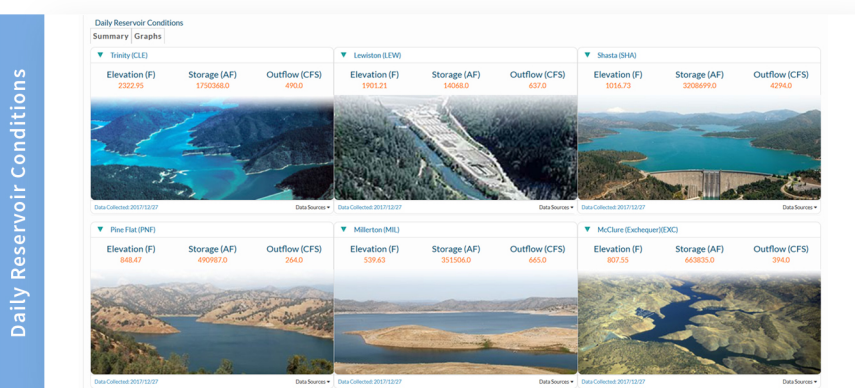 Daily Reservoir Conditions
Daily Reservoir Conditions
Summary Graphs
Trinity (CLE)
Elevation (F) Storage (AF) Outflow (CFS)
2322.95 1750368.0 490.0
Data Collected: 2017/12/27 Data Sources
Lewiston (LEW)
Elevation (F) Storage (AF) Outflow (CFS)
1901.21 14068.0 637.0
Data Collected: 2017/12/27 Data Sources
Shasta (SHA)
Elevation (F) Storage (AF) Outflow (CFS)
1016.73 3208699.0 4294.0
Data Collected: 2017/12/27 Data Sources
Pine Flat (PNF)
Elevation (F) Storage (AF) Outflow (CFS)
848.47 490987.0 264.0
Data Collected: 2017/12/27 Data Sources
Millerton (MIL)
Elevation (F) Storage (AF) Outflow (CFS)
539.63 351506.0 665.0
Data Collected: 2017/12/27 Data Sources
McClure (Exchequer)(EXC)
Elevation (F) Storage (AF) Outflow (CFS)
807.55 663835.0 394.0
Data Collected: 2017/12/27 Data Sources